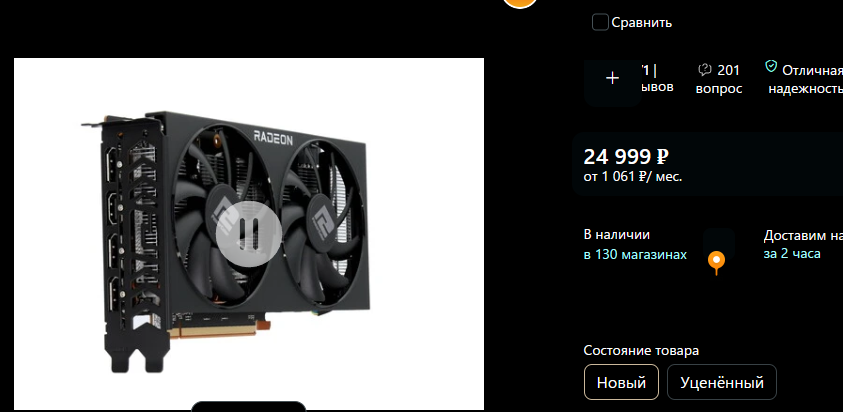 Сравнить
201
вопрос
Отличная
надежность
RADEON
24 999 ₽
от 1 061 ₽/ мес.
В наличии
в 130 магазинах
Доставим на
за 2 часа
Состояние товара
Новый
Уценённый